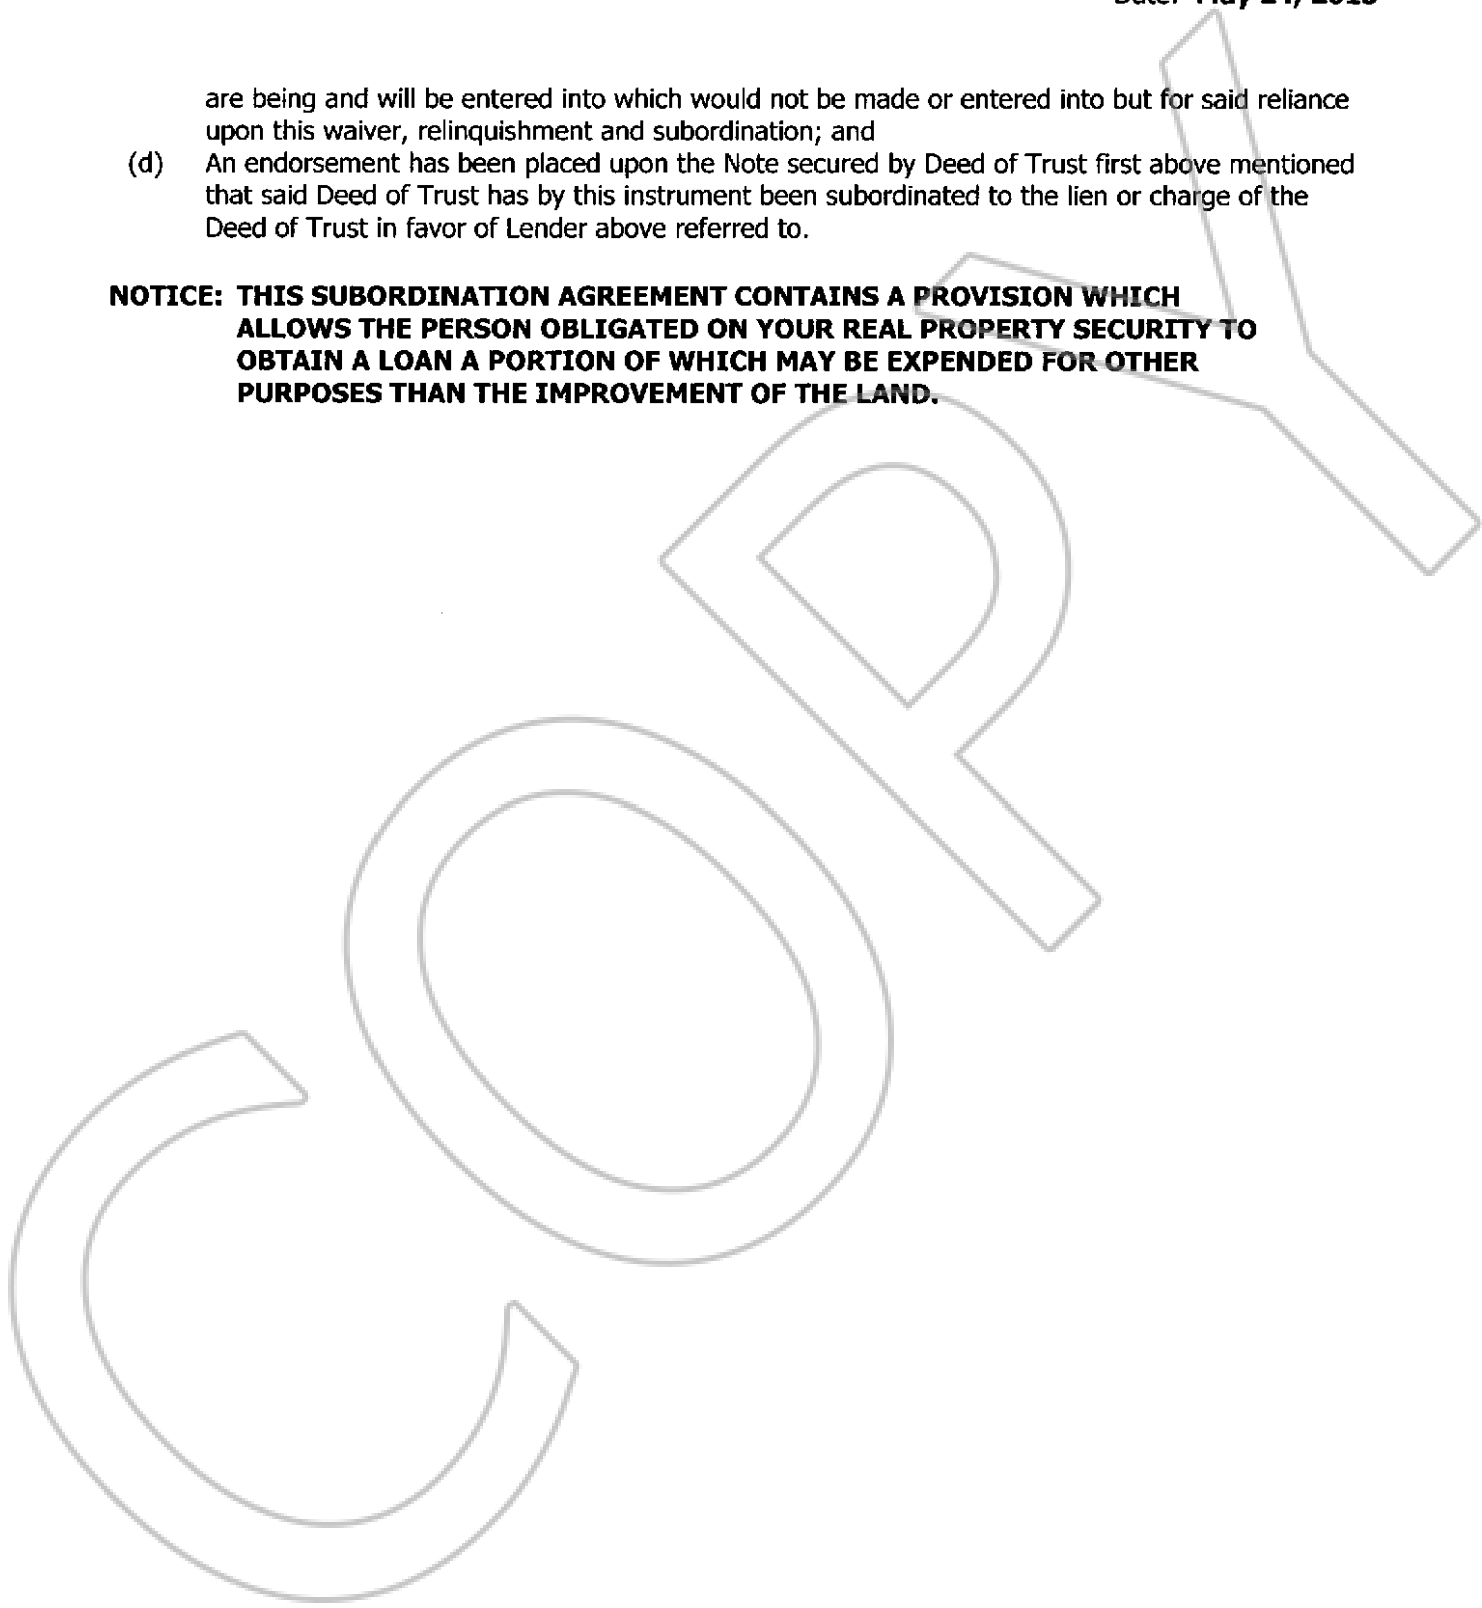 Date: May 24, 2013
are being and will be entered into which would not be made or entered into but for said reliance
upon this waiver, relinquishment and subordination; and
(d) An endorsement has been placed upon the Note secured by Deed of Trust first above mentioned
that said Deed of Trust has by this instrument been subordinated to the lien or charge of the
Deed of Trust in favor of Lender above referred to.
NOTICE: THIS SUBORDINATION AGREEMENT CONTAINS A PROVISION WHICH
ALLOWS THE PERSON OBLIGATED ON YOUR REAL PROPERTY SECURITY TO
OBTAIN A LOAN A PORTION OF WHICH MAY BE EXPENDED FOR OTHER
PURPOSES THAN THE IMPROVEMENT OF THE LAND.
COPY